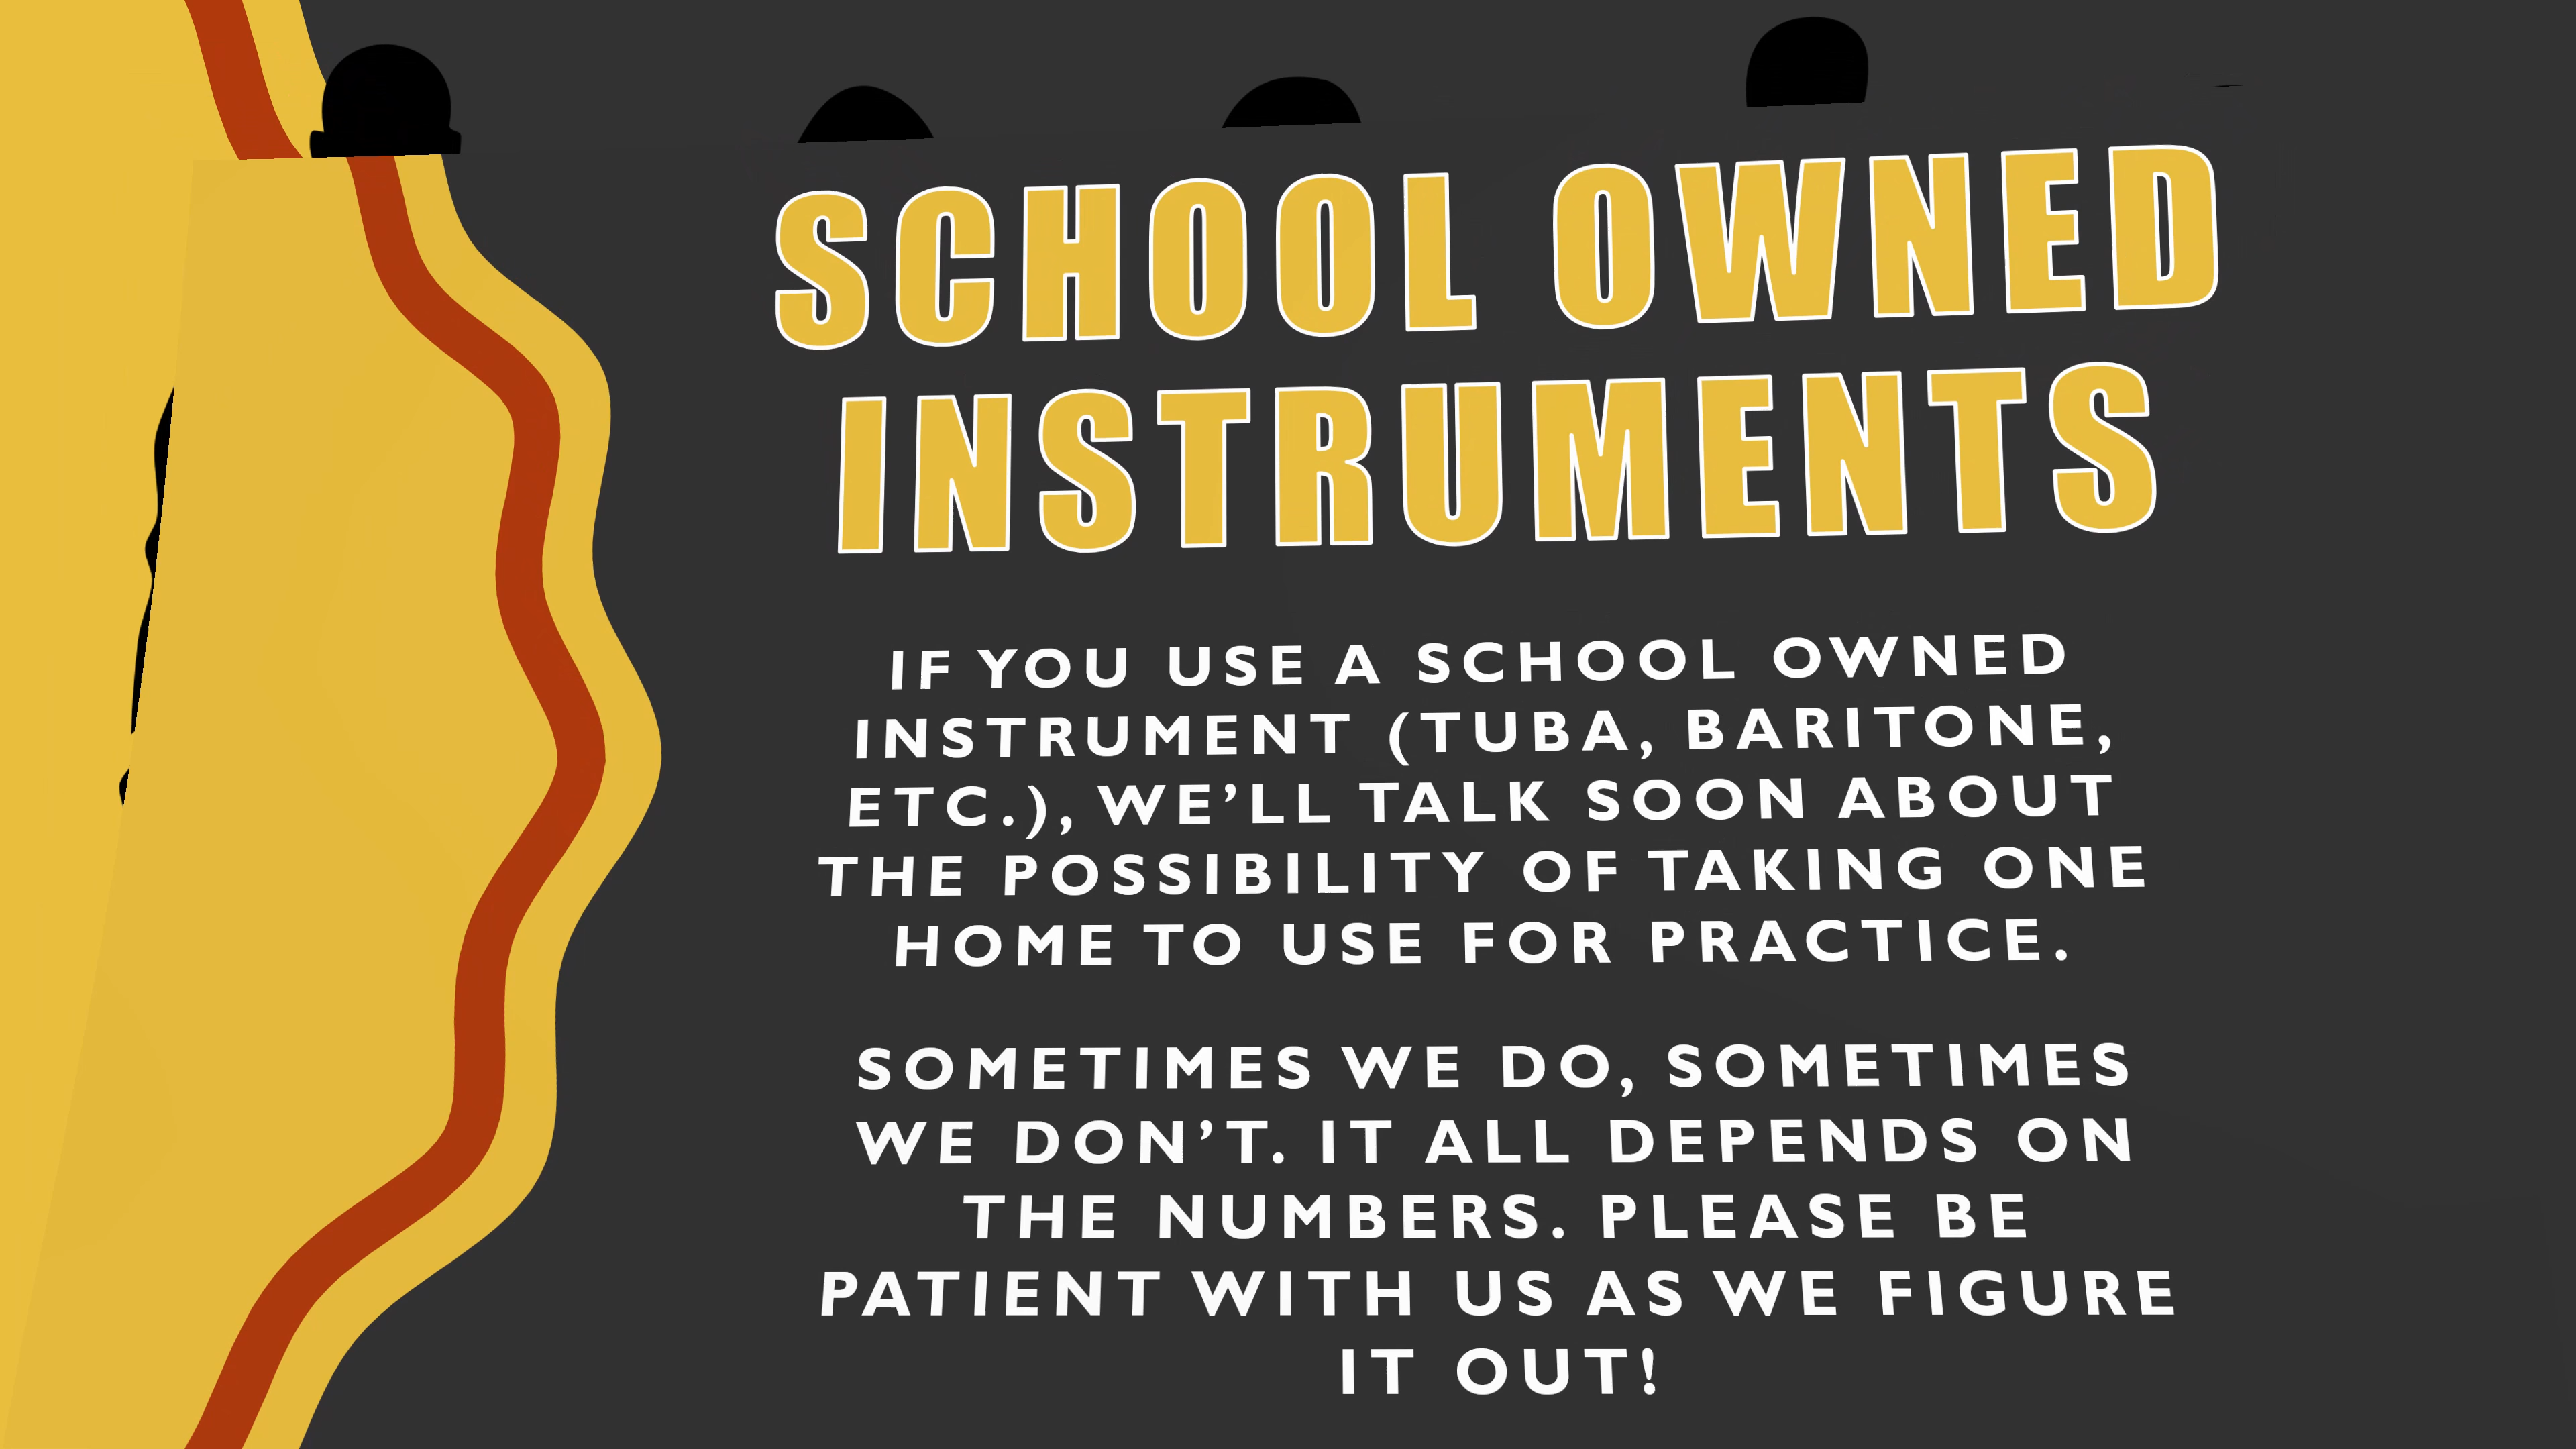 SCHOOL OWNED
INSTRUMENTS
IF YOU USE A SCHOOL OWNED
INSTRUMENT (TUBA, BARITONE,
ETC.), WE'LL TALK SOON ABOUT
THE POSSIBILITY OF TAKING ONE
HOME TO USE FOR PRACTICE.
SOMETIMES WE DO, SOMETIMES
WE DON'T. IT ALL DEPENDS ON
THE NUMBERS. PLEASE BE
PATIENT WITH US AS WE FIGURE
IT OUT!